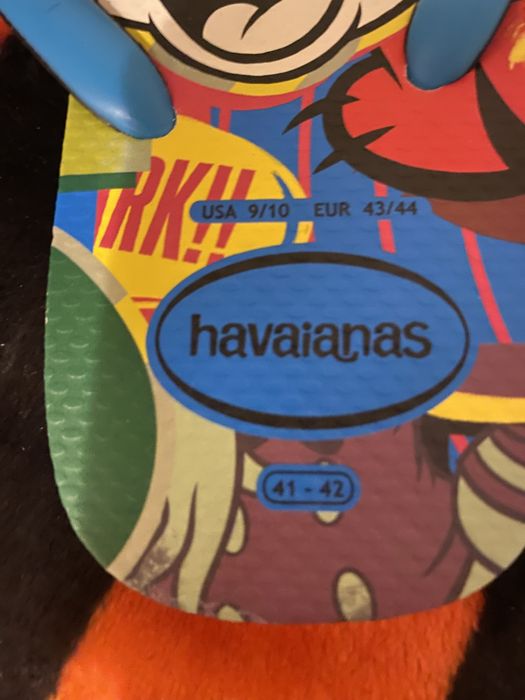 RK!!
USA 9/10 EUR 43/44
havaianas
41 - 42